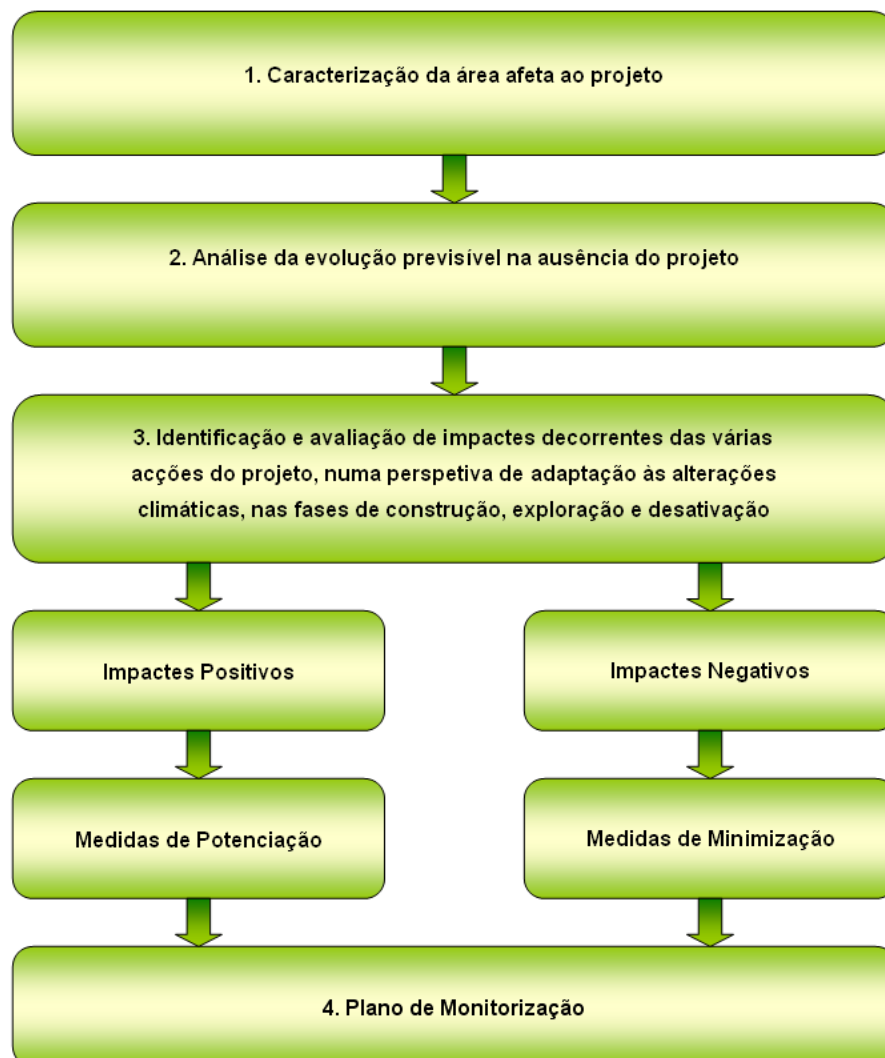 1. Caracterização da área afeta ao projeto
2. Análise da evolução previsível na ausência do projeto
3. Identificação e avaliação de impactes decorrentes das várias
acções do projeto, numa perspetiva de adaptação às alterações
climáticas, nas fases de construção, exploração e desativação
Impactes Positivos
Impactes Negativos
Medidas de Potenciação
Medidas de Minimização
4. Plano de Monitorização